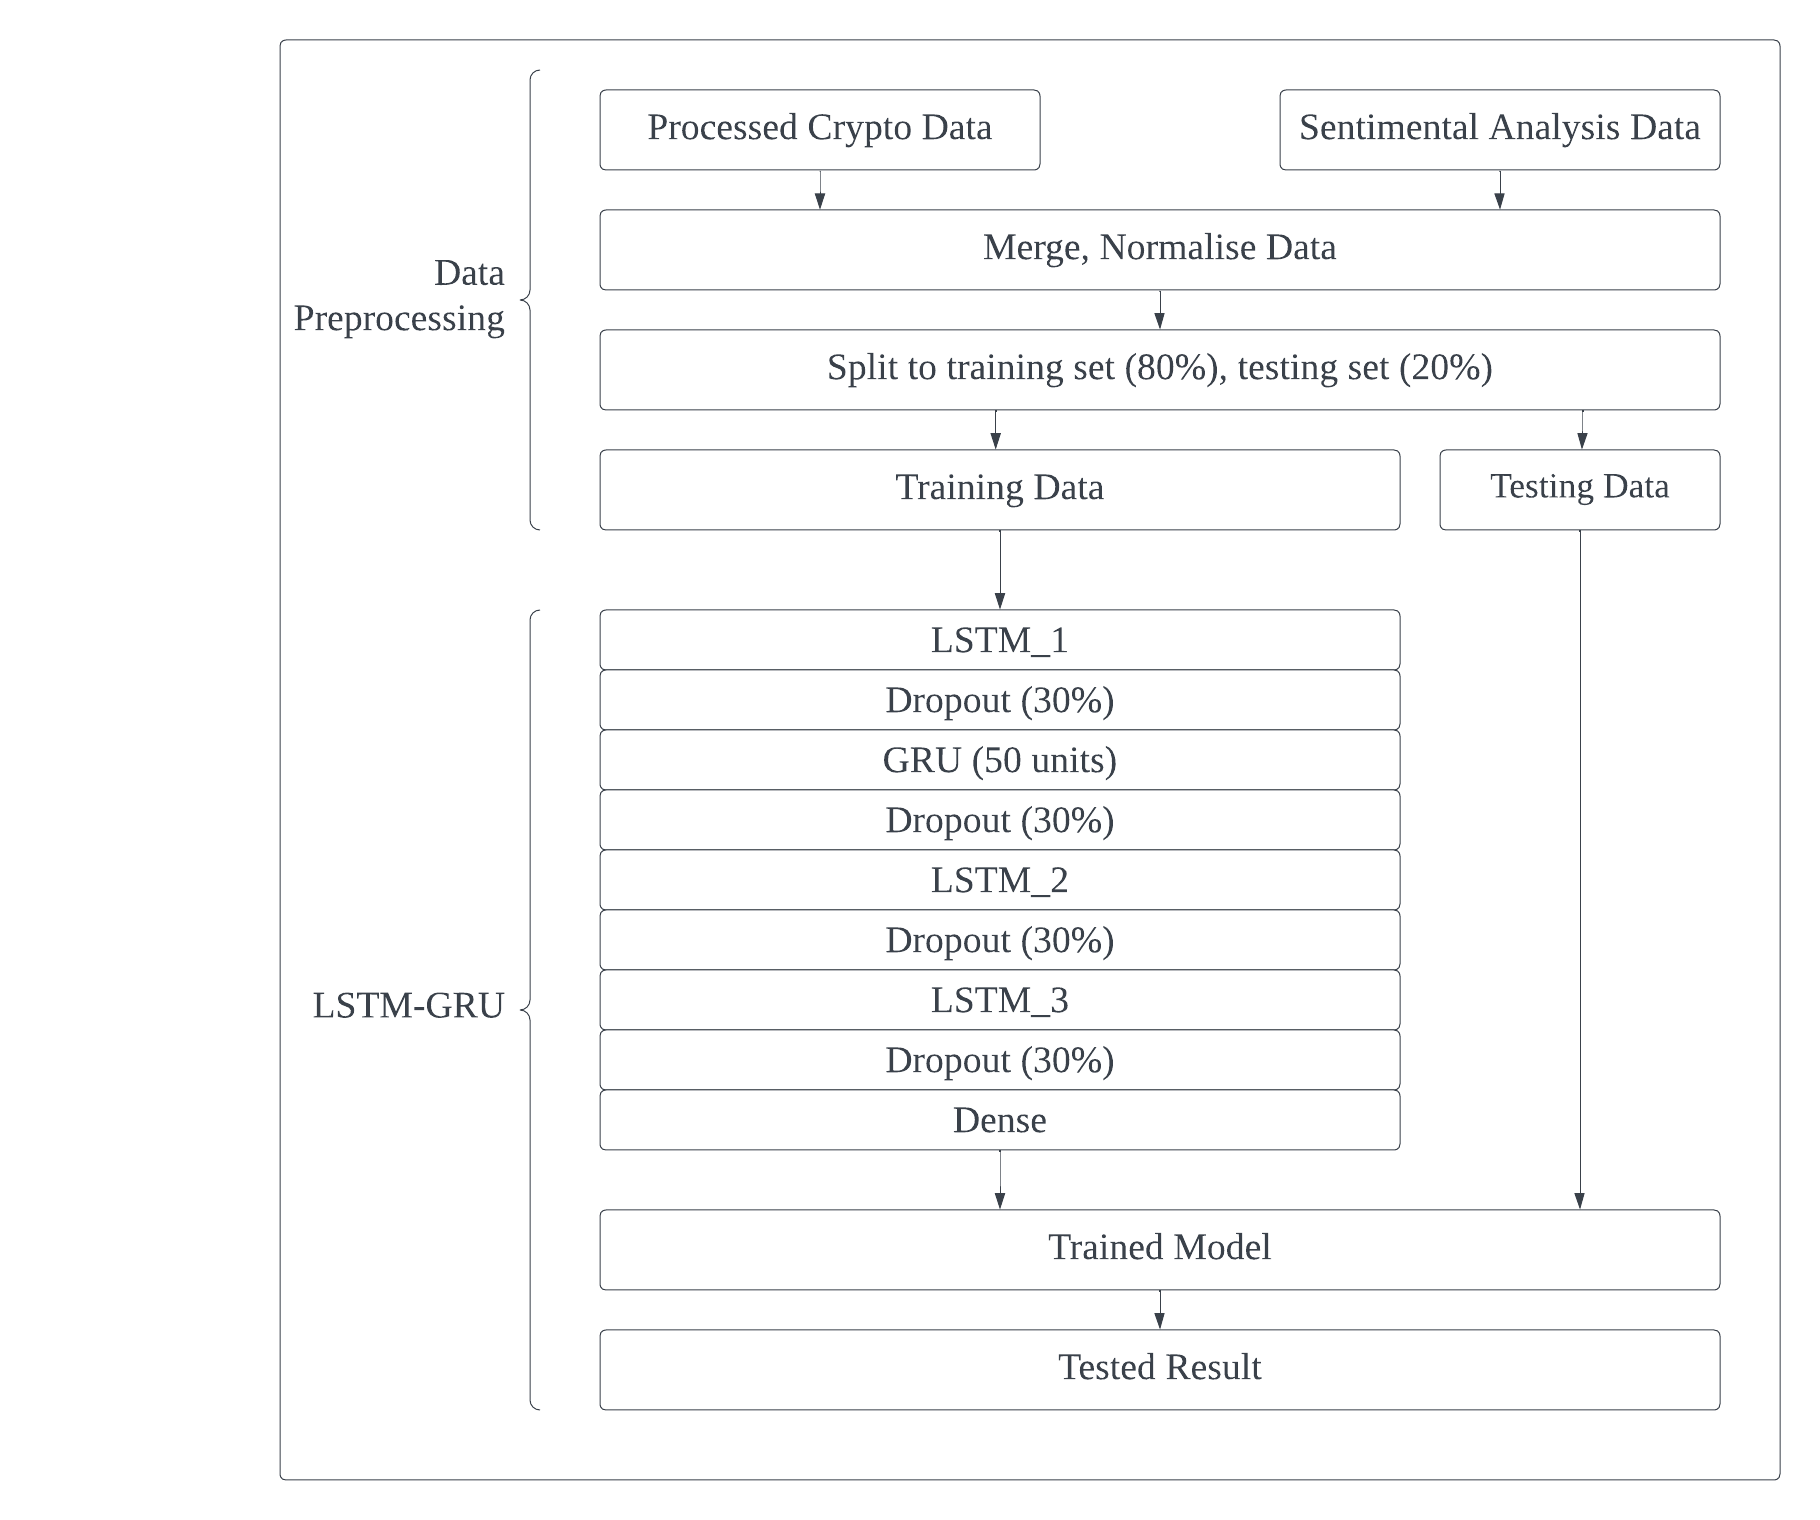 Processed Crypto Data
Sentimental Analysis Data
Merge, Normalise Data
Data
Preprocessing
Split to training set (80%), testing set (20%)
Training Data
Testing Data
LSTM_1
Dropout (30%)
GRU (50 units)
Dropout (30%)
LSTM_2
Dropout (30%)
LSTM_3
LSTM-GRU
Dropout (30%)
Dense
Trained Model
Tested Result